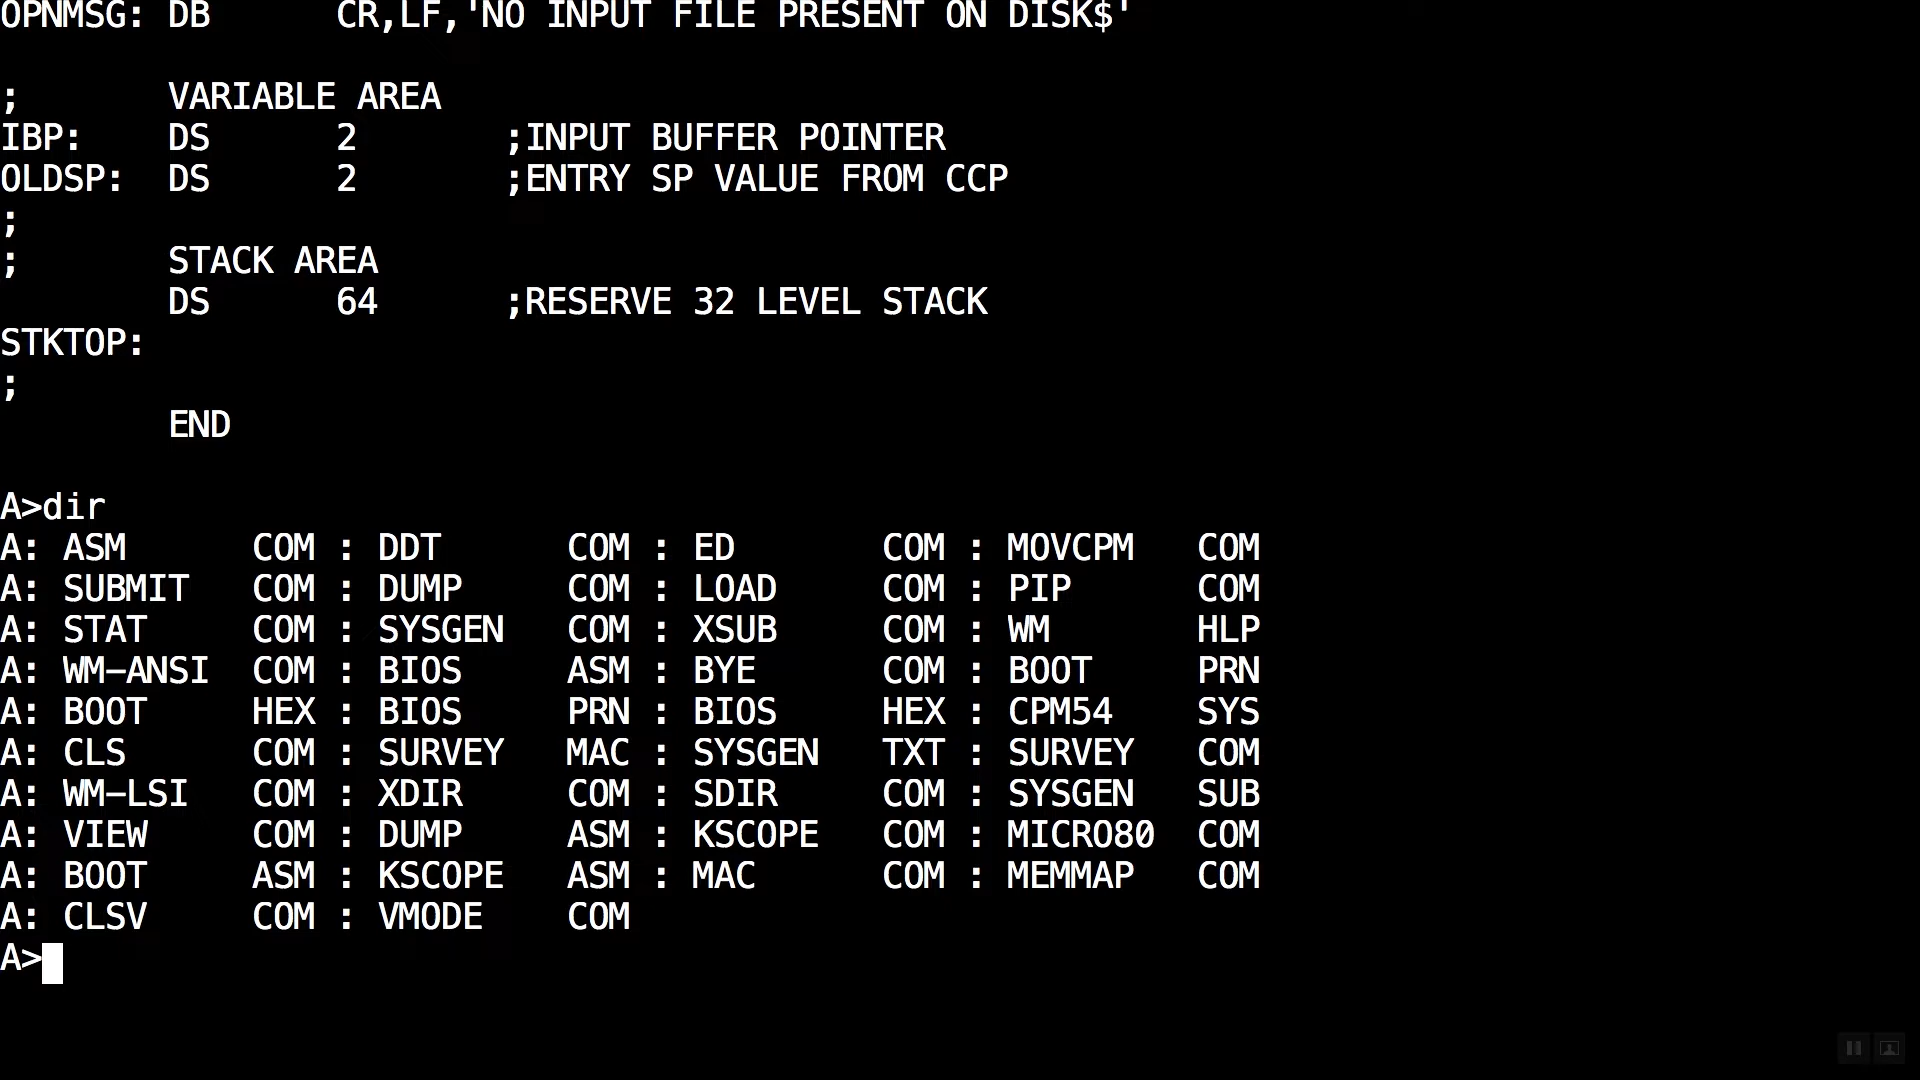 OPNMSG: DB      CR,LF,'NO INPUT FILE PRESENT ON DISK$'
;       VARIABLE AREA
IBP:    DS      2       ;INPUT BUFFER POINTER
OLDSP:  DS      2       ;ENTRY SP VALUE FROM CCP
;
;       STACK AREA
        DS      64      ;RESERVE 32 LEVEL STACK
STKTOP:
;
        END
A>dir
A: ASM      COM : DDT      COM : ED       COM : MOVCPM   COM
A: SUBMIT   COM : DUMP     COM : LOAD     COM : PIP      COM
A: STAT     COM : SYSGEN   COM : XSUB     COM : WM       HLP
A: WM-ANSI  COM : BIOS     ASM : BYE      COM : BOOT     PRN
A: BOOT     HEX : BIOS     PRN : BIOS     HEX : CPM54    SYS
A: CLS      COM : SURVEY   MAC : SYSGEN   TXT : SURVEY   COM
A: WM-LSI   COM : XDIR     COM : SDIR     COM : SYSGEN   SUB
A: VIEW     COM : DUMP     ASM : KSCOPE   COM : MICRO80  COM
A: BOOT     ASM : KSCOPE   ASM : MAC      COM : MEMMAP   COM
A: CLSV     COM : VMODE    COM
A>